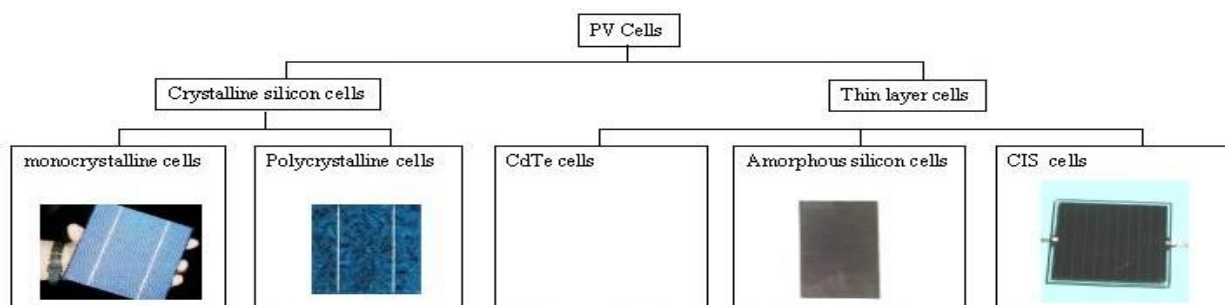 PV Cells
Crystalline silicon cells
Thin layer cells
monocrystalline cells
Polycrystalline cells
CdTe cells
Amorphous silicon cells
CIS cells